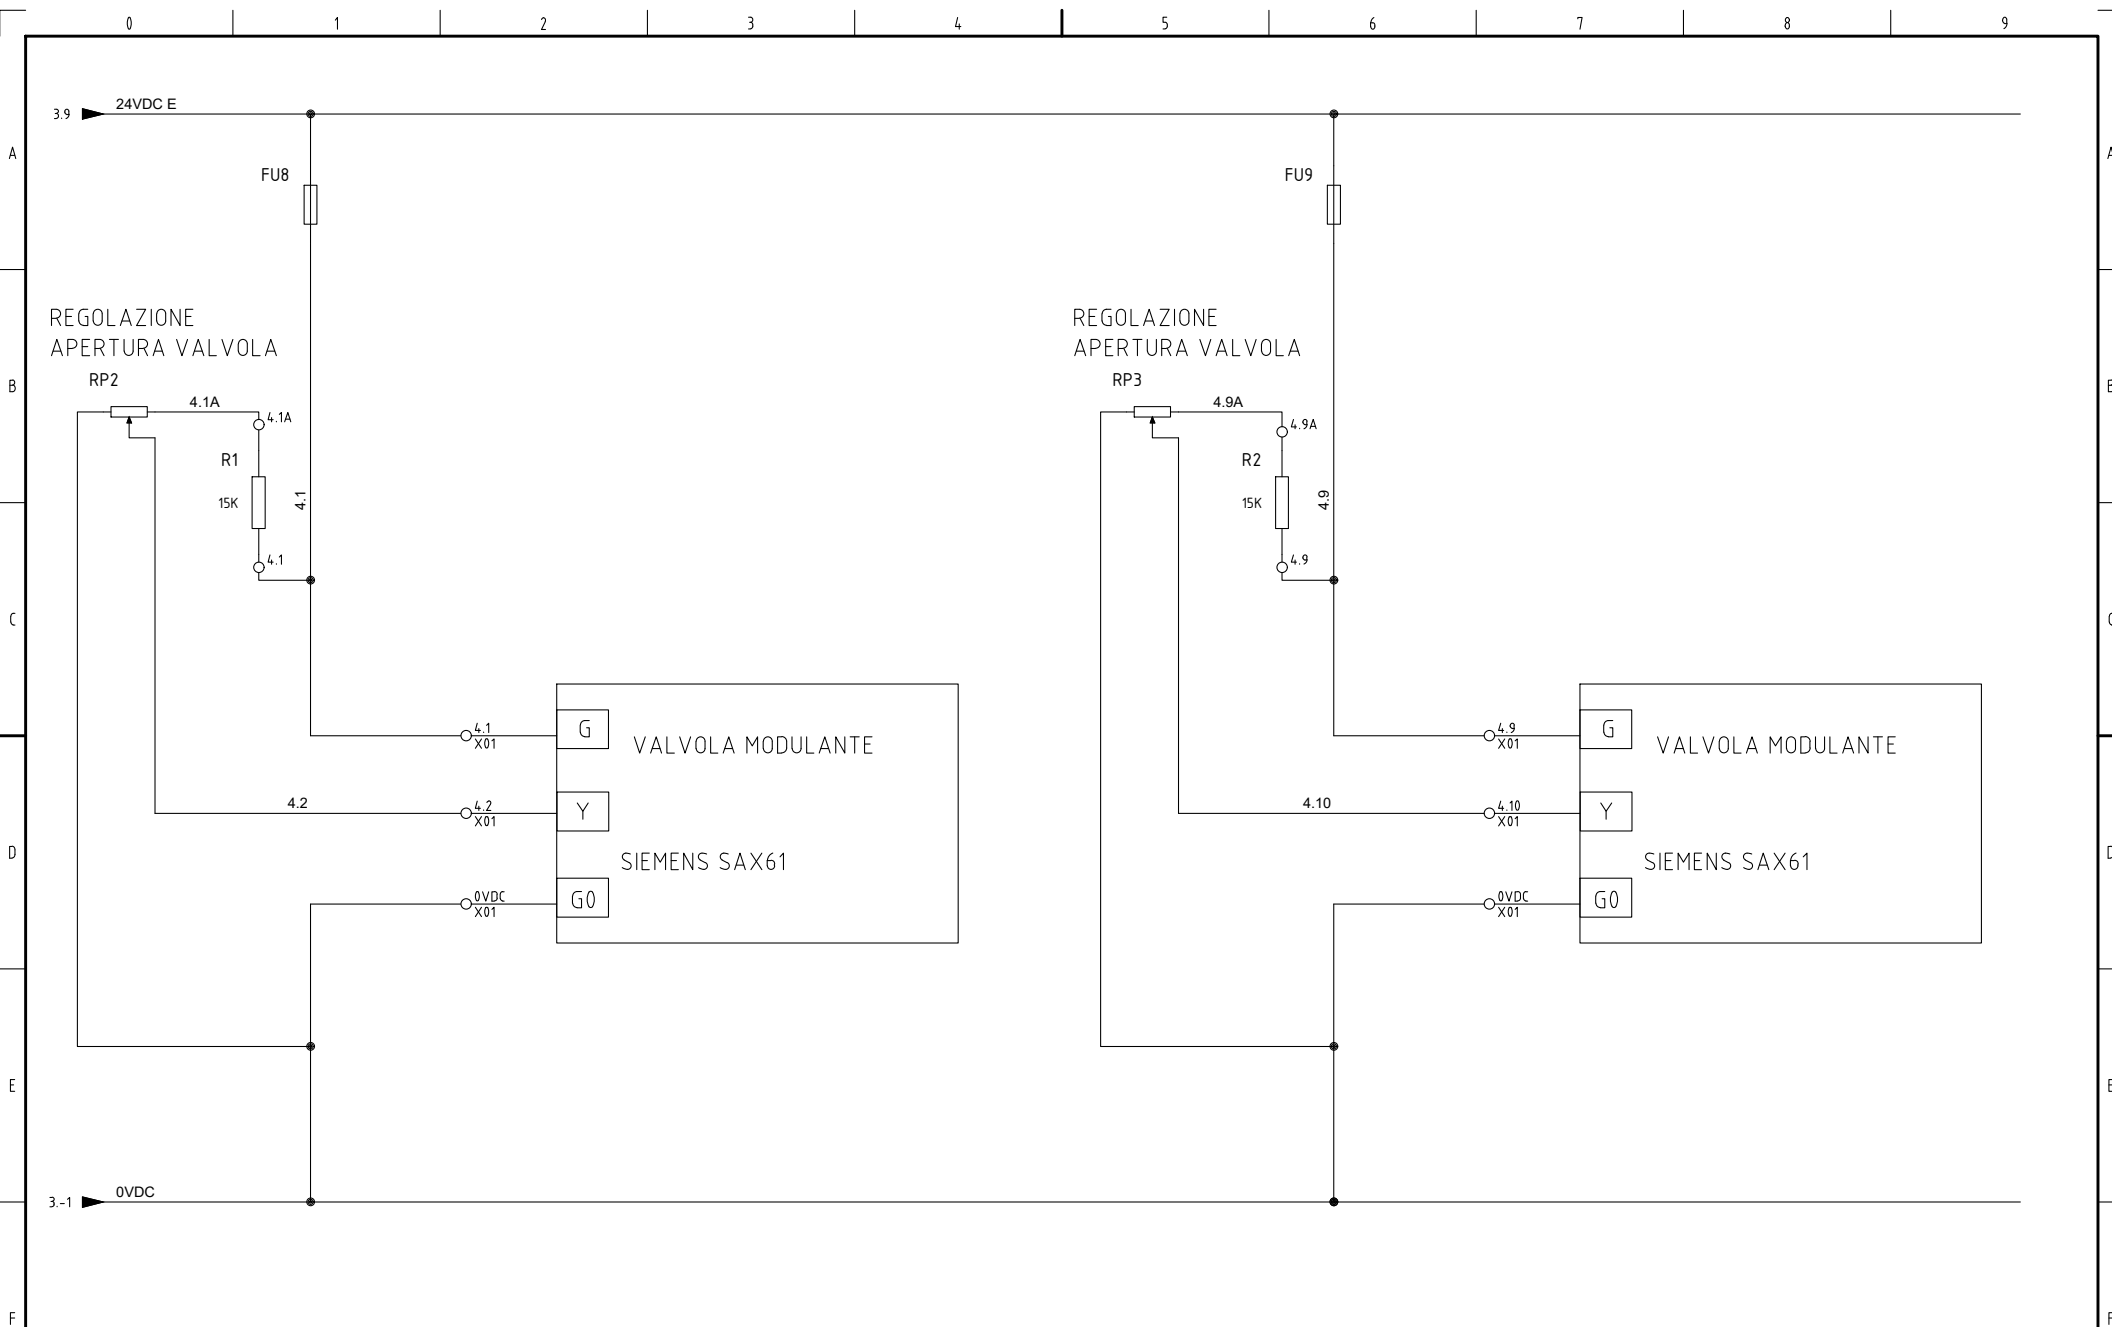 0 1 2 3 4 5 6 7 8 9
3.9 24VDC E
A A
FU8 FU9
REGOLAZIONE
APERTURA VALVOLA
REGOLAZIONE
APERTURA VALVOLA
B
RP2 RP3
4.1A 4.9A
4.1A 4.9A
R1 R2
15K 4.1 15K 4.9
4.1 4.9
C
4.1
X01
G
VALVOLA MODULANTE
4.9
X01
G
VALVOLA MODULANTE
4.2
4.2
X01
Y
4.10
4.10
X01
Y
D
SIEMENS SAX61
SIEMENS SAX61
0VDC
X01
G0
0VDC
X01
G0
E
3.-1 0VDC
F